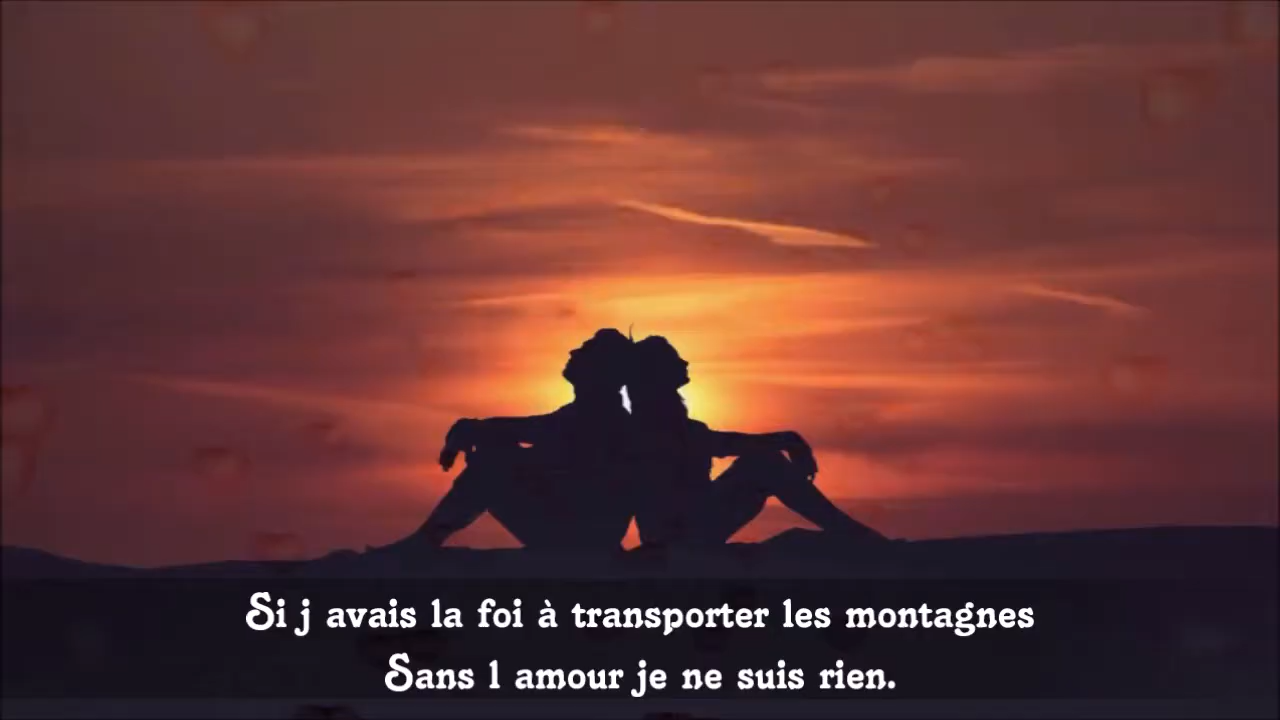 Si j avais la foi à transporter les montagnes
Sans l amour je ne suis rien.